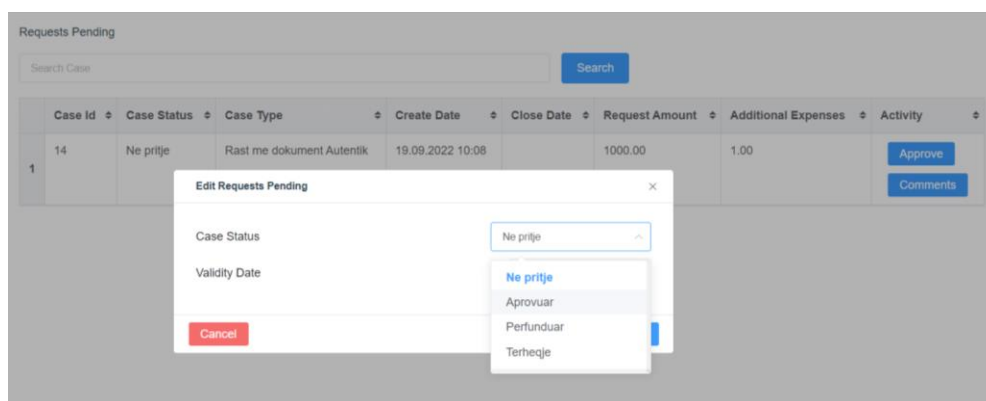 Requests Pending
Search Case
Search
Case Id Case Status Case Type Create Date Close Date Request Amount Additional Expenses Activity
1 14 Ne pritje Rast me dokument Autentik 19.09.2022 10:08 1000.00 1.00 Approve
Comments
Edit Requests Pending
Case Status Ne pritje
Validity Date
Ne pritje
Aprovuar
Perfunduar
Terheqje
Cancel